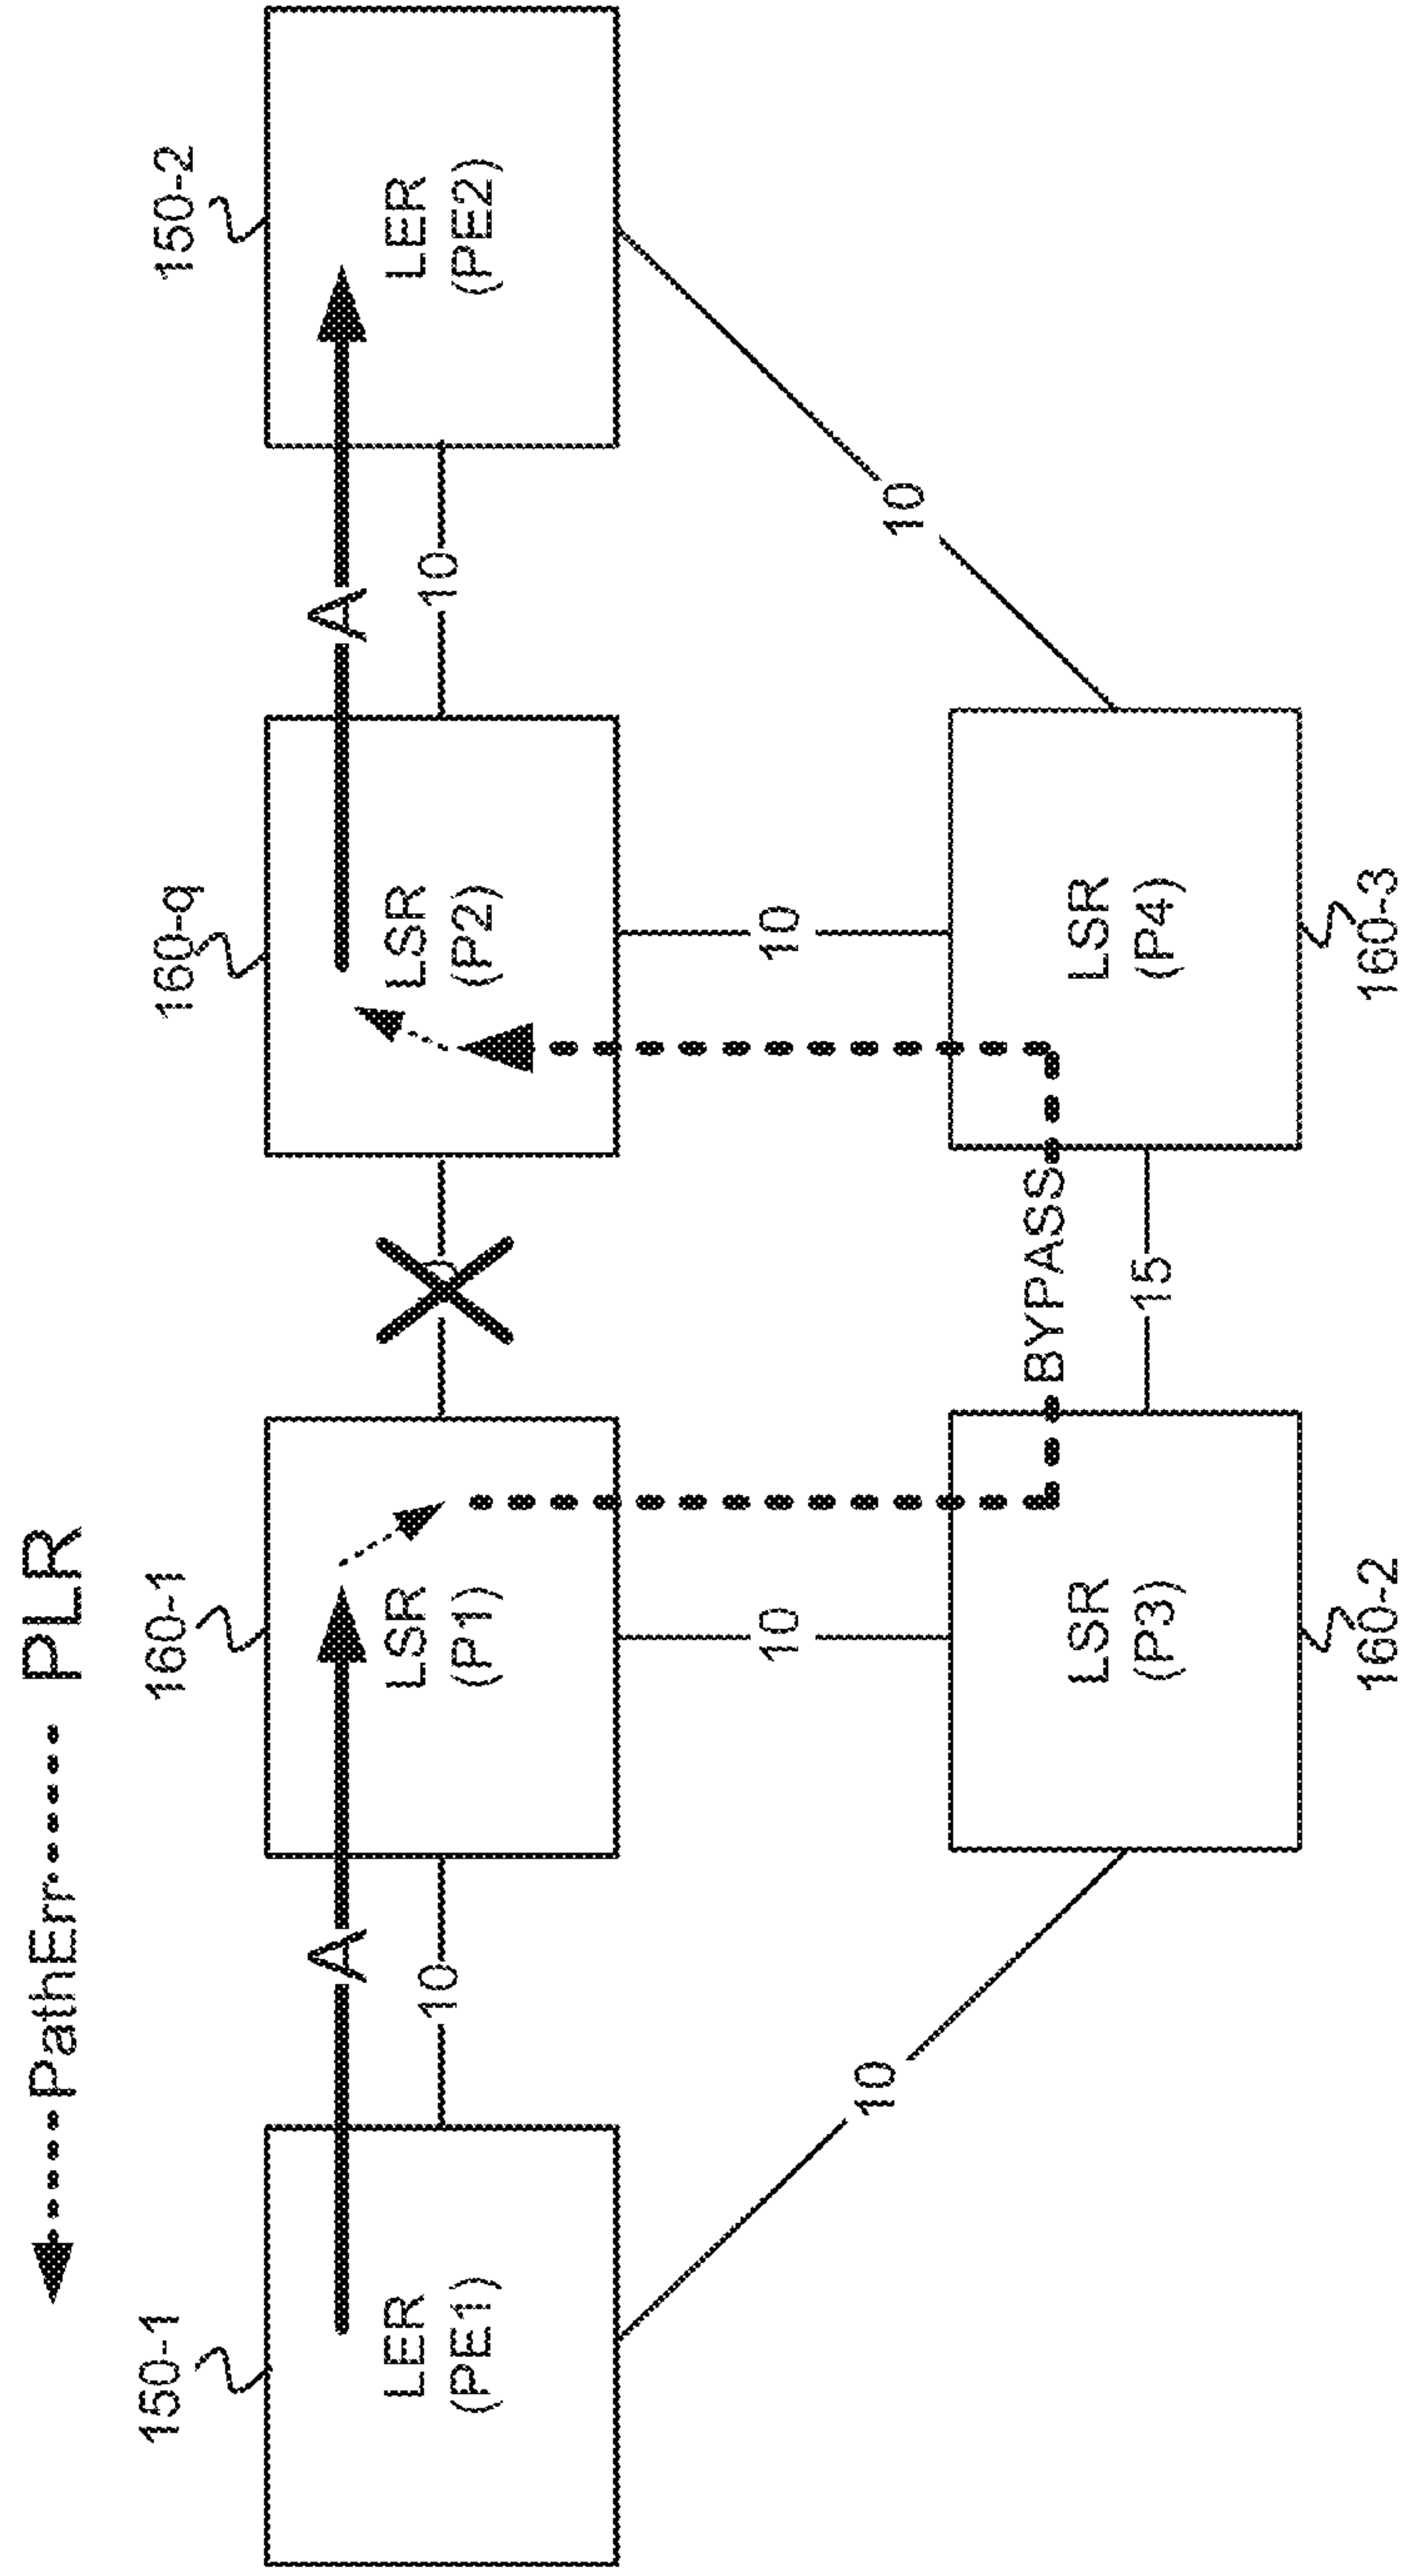 PathErr PLR
150-1
160-1
160-q
150-2
A
A
LER
(PE1)
10
LSR
(P1)
LSR
(P2)
10
LER
(PE2)
10
10
10
10
BYPASS
LSR
(P3)
15
LSR
(P4)
160-2
160-3